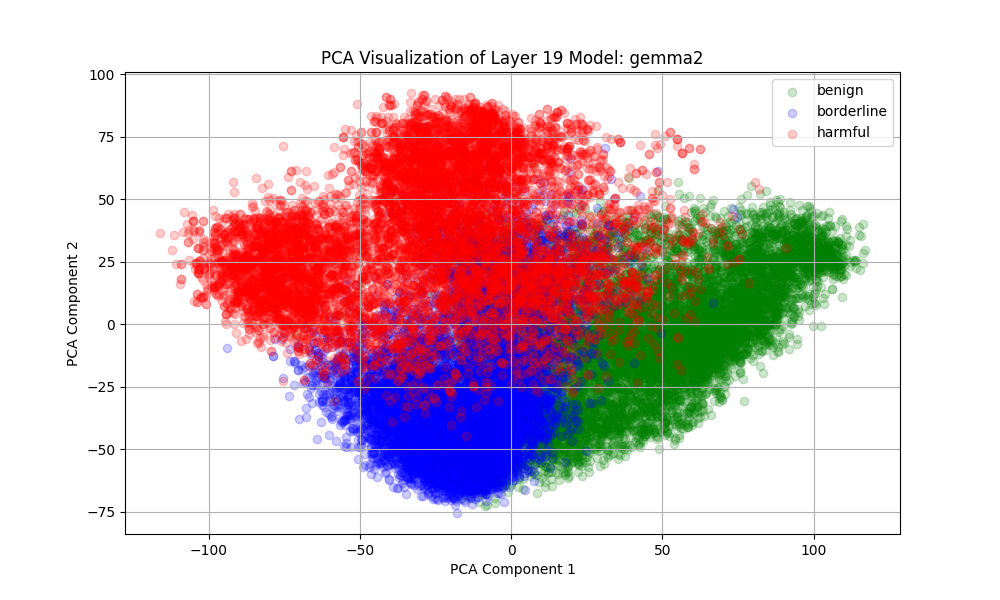 PCA Visualization of Layer 19 Model: gemma2
benign
borderline
harmful
100
75
50
25
0
−25
−50
−75
PCA Component 2
−100 −50 0 50 100
PCA Component 1